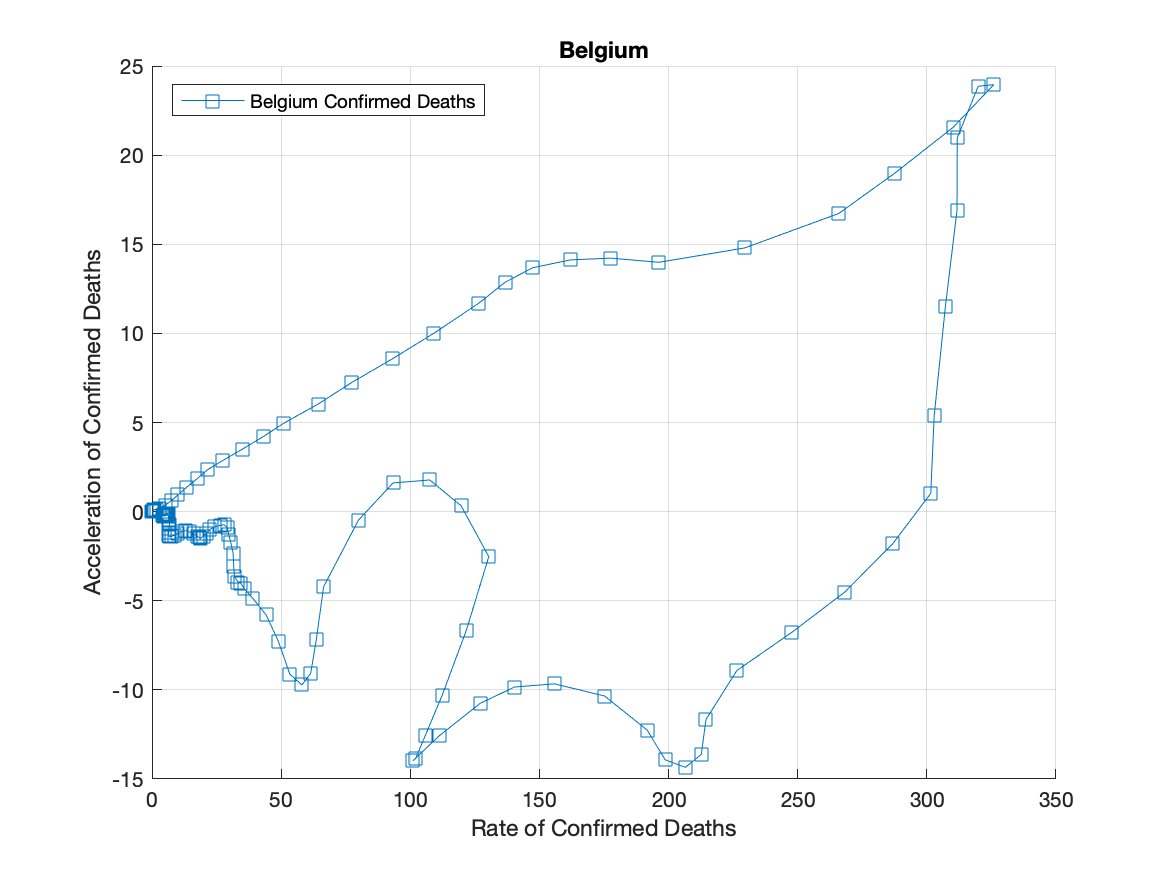 Belgium
25
Belgium Confirmed Deaths
20
15
10
5
0
-5
-10
-15
Acceleration of Confirmed Deaths
0 50 100 150 200 250 300 350
Rate of Confirmed Deaths